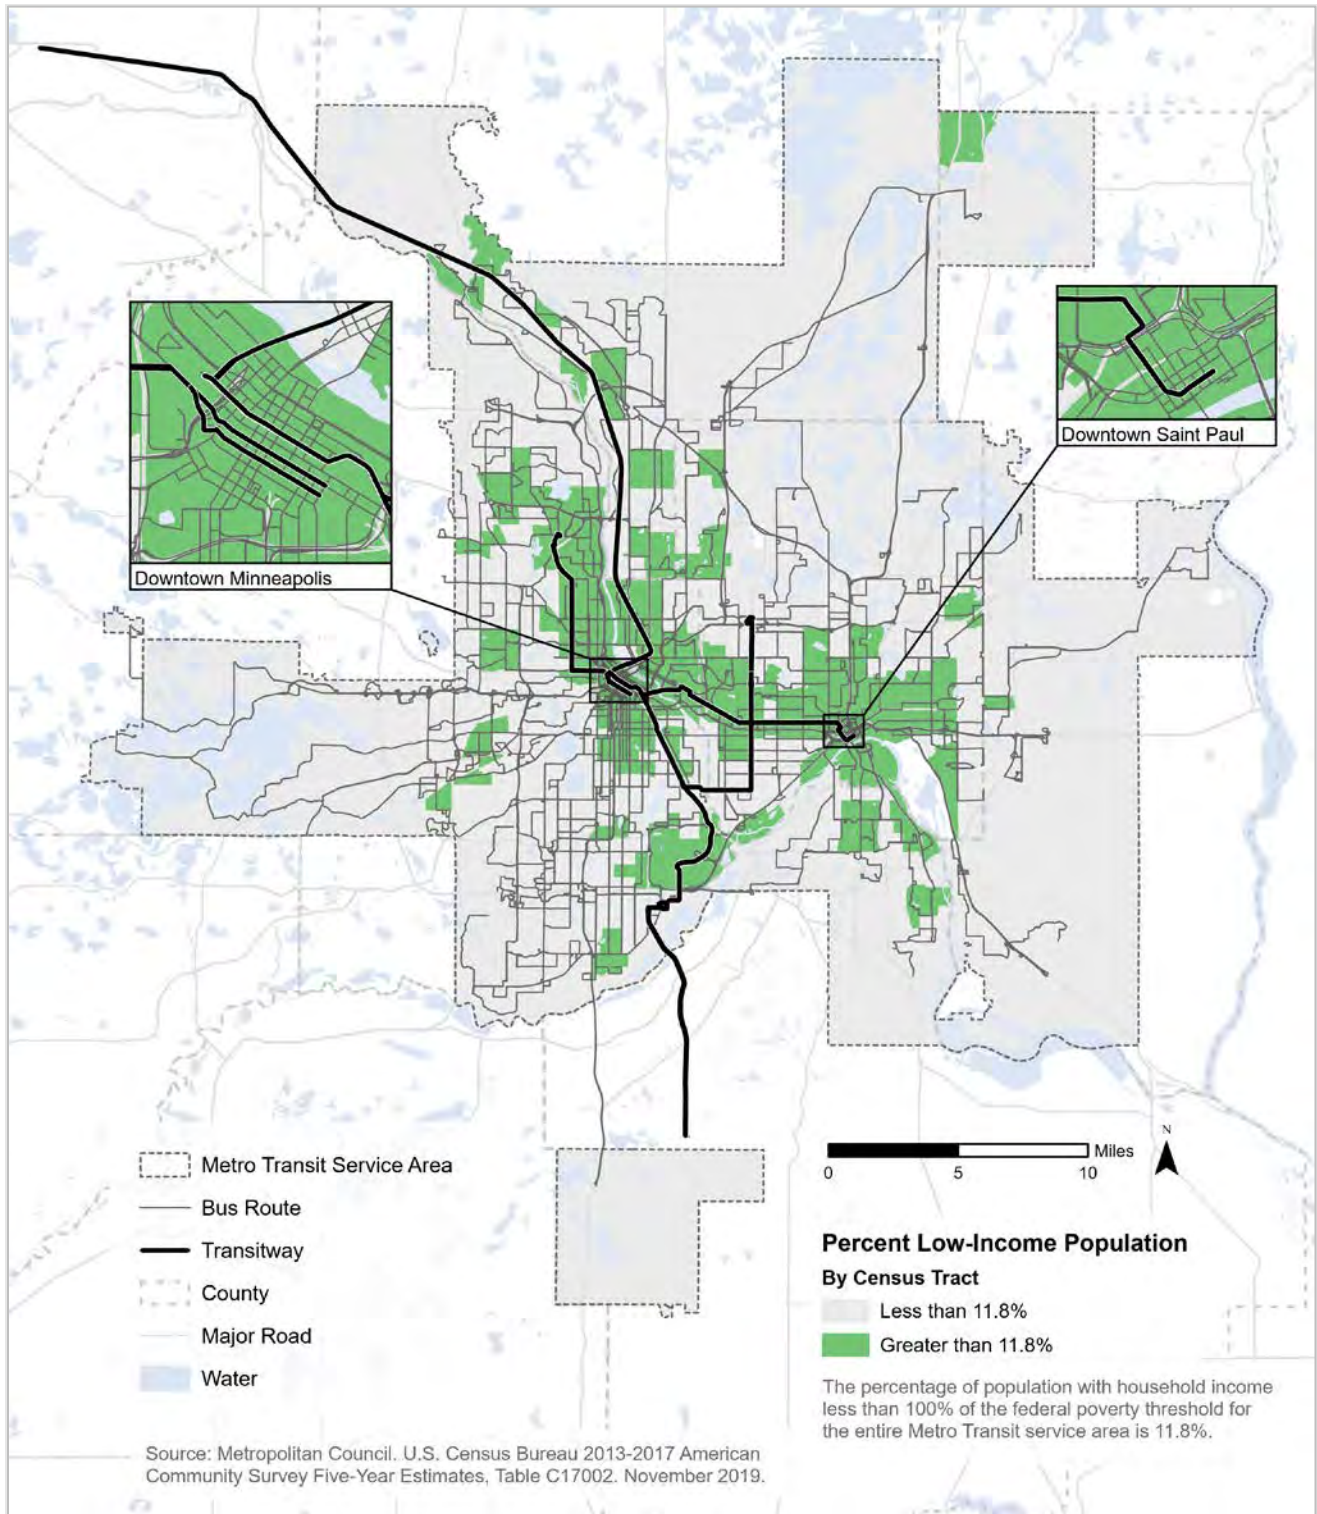 Downtown Minneapolis
Downtown Saint Paul
Metro Transit Service Area
Bus Route
Transitway
County
Major Road
Water
Miles
0 5 10
N
Percent Low-Income Population
By Census Tract
Less than 11.8%
Greater than 11.8%
The percentage of population with household income
less than 100% of the federal poverty threshold for
the entire Metro Transit service area is 11.8%.
Source: Metropolitan Council. U.S. Census Bureau 2013-2017 American
Community Survey Five-Year Estimates, Table C17002. November 2019.